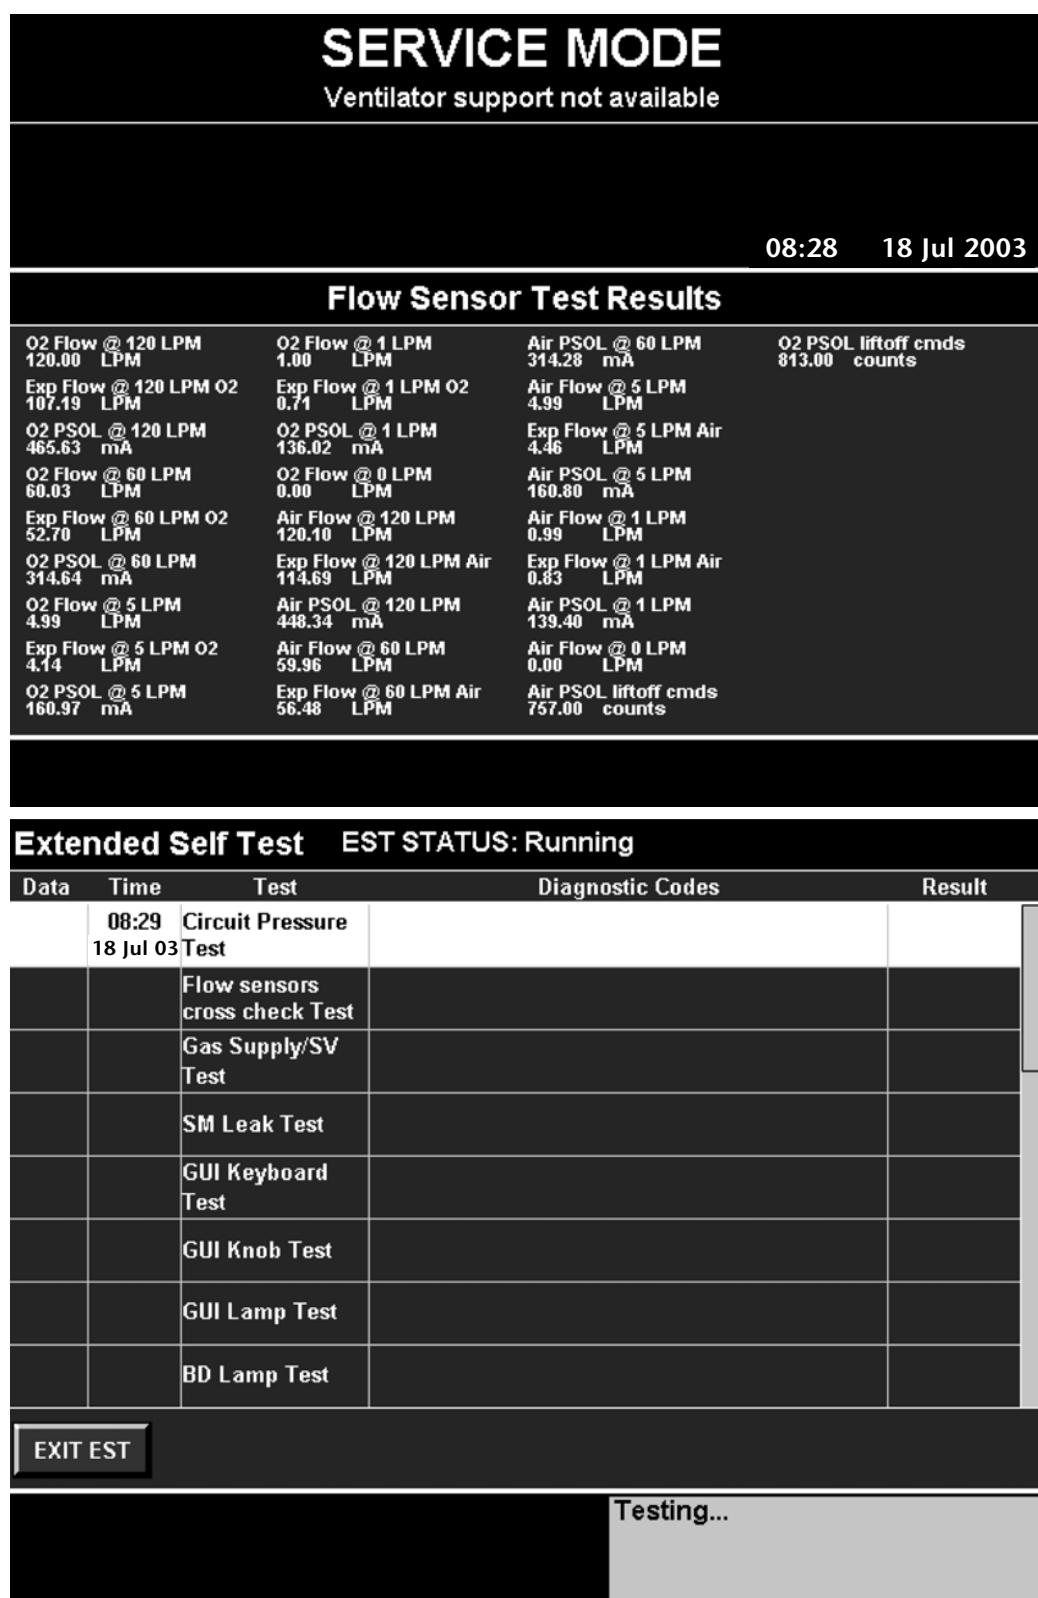 SERVICE MODE
Ventilator support not available
08:28 18 Jul 2003
Flow Sensor Test Results
O2 Flow @ 120 LPM
120.00 LPM
Exp Flow @ 120 LPM O2
107.19 LPM
O2 PSOL @ 120 LPM
465.63 mA
O2 Flow @ 60 LPM
60.03 LPM
Exp Flow @ 60 LPM O2
52.70 LPM
O2 PSOL @ 60 LPM
314.64 mA
O2 Flow @ 5 LPM
4.99 LPM
Exp Flow @ 5 LPM O2
4.14 LPM
O2 PSOL @ 5 LPM
160.97 mA
O2 Flow @ 1 LPM
1.00 LPM
Exp Flow @ 1 LPM O2
0.71 LPM
O2 PSOL @ 1 LPM
136.02 mA
O2 Flow @ 0 LPM
0.00 LPM
Air Flow @ 120 LPM
120.10 LPM
Exp Flow @ 120 LPM Air
114.69 LPM
Air PSOL @ 120 LPM
448.34 mA
Air Flow @ 60 LPM
59.96 LPM
Exp Flow @ 60 LPM Air
56.48 LPM
Air PSOL @ 60 LPM
314.28 mA
Air Flow @ 5 LPM
4.99 LPM
Exp Flow @ 5 LPM Air
4.46 LPM
Air PSOL @ 5 LPM
160.80 mA
Air Flow @ 1 LPM
0.99 LPM
Exp Flow @ 1 LPM Air
0.83 LPM
Air PSOL @ 1 LPM
139.40 mA
Air Flow @ 0 LPM
0.00 LPM
Air PSOL liftoff cmds
757.00 counts
O2 PSOL liftoff cmds
813.00 counts
Extended Self Test EST STATUS: Running
Data Time Test Diagnostic Codes Result
08:29 Circuit Pressure
18 Jul 03 Test
Flow sensors
cross check Test
Gas Supply/SV
Test
SM Leak Test
GUI Keyboard
Test
GUI Knob Test
GUI Lamp Test
BD Lamp Test
EXIT EST
Testing...